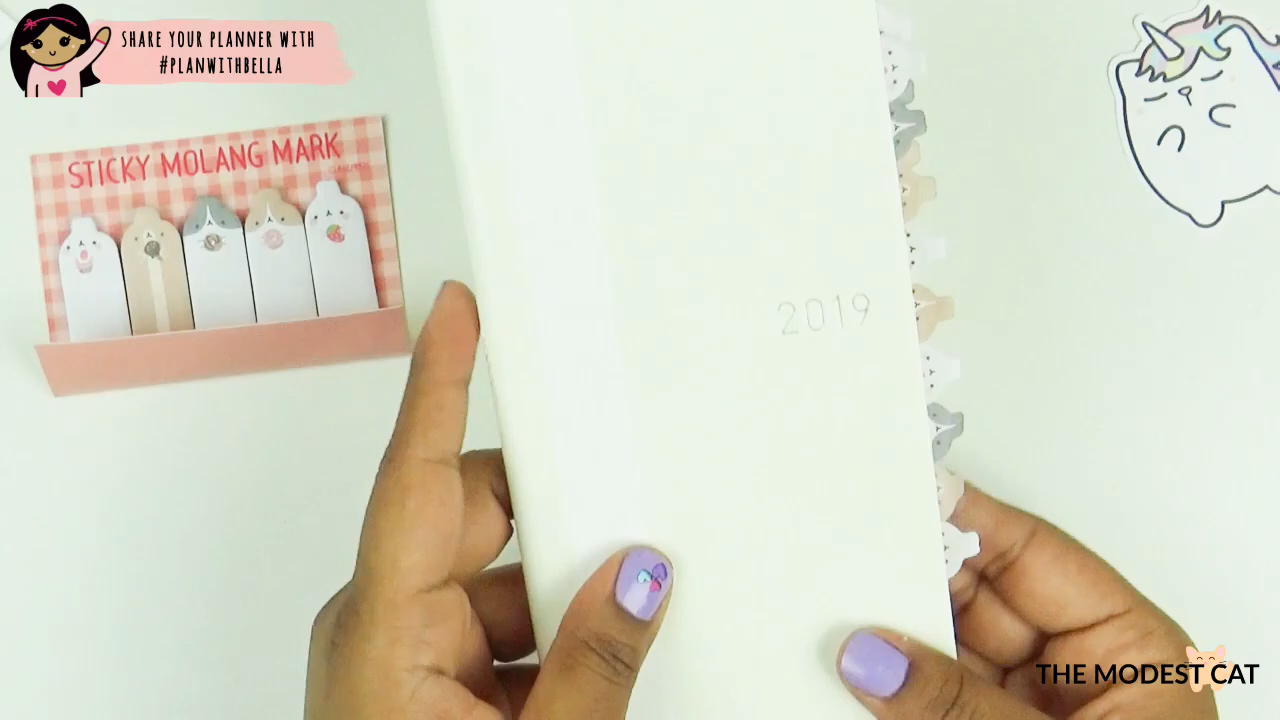 SHARE YOUR PLANNER WITH
#PLANWITHBELLA
STICKY MOLANG MARK
2019
THE MODEST CAT